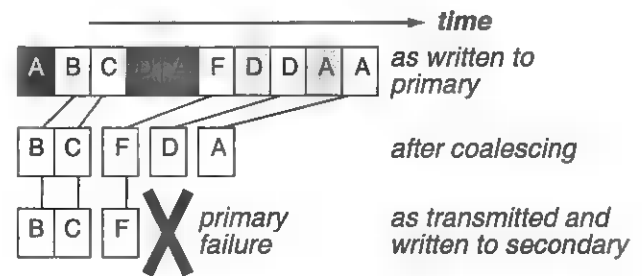 time
A B C F D D A A
as written to
primary
B C F D A
after coalescing
B C F
primary
failure
as transmitted and
written to secondary